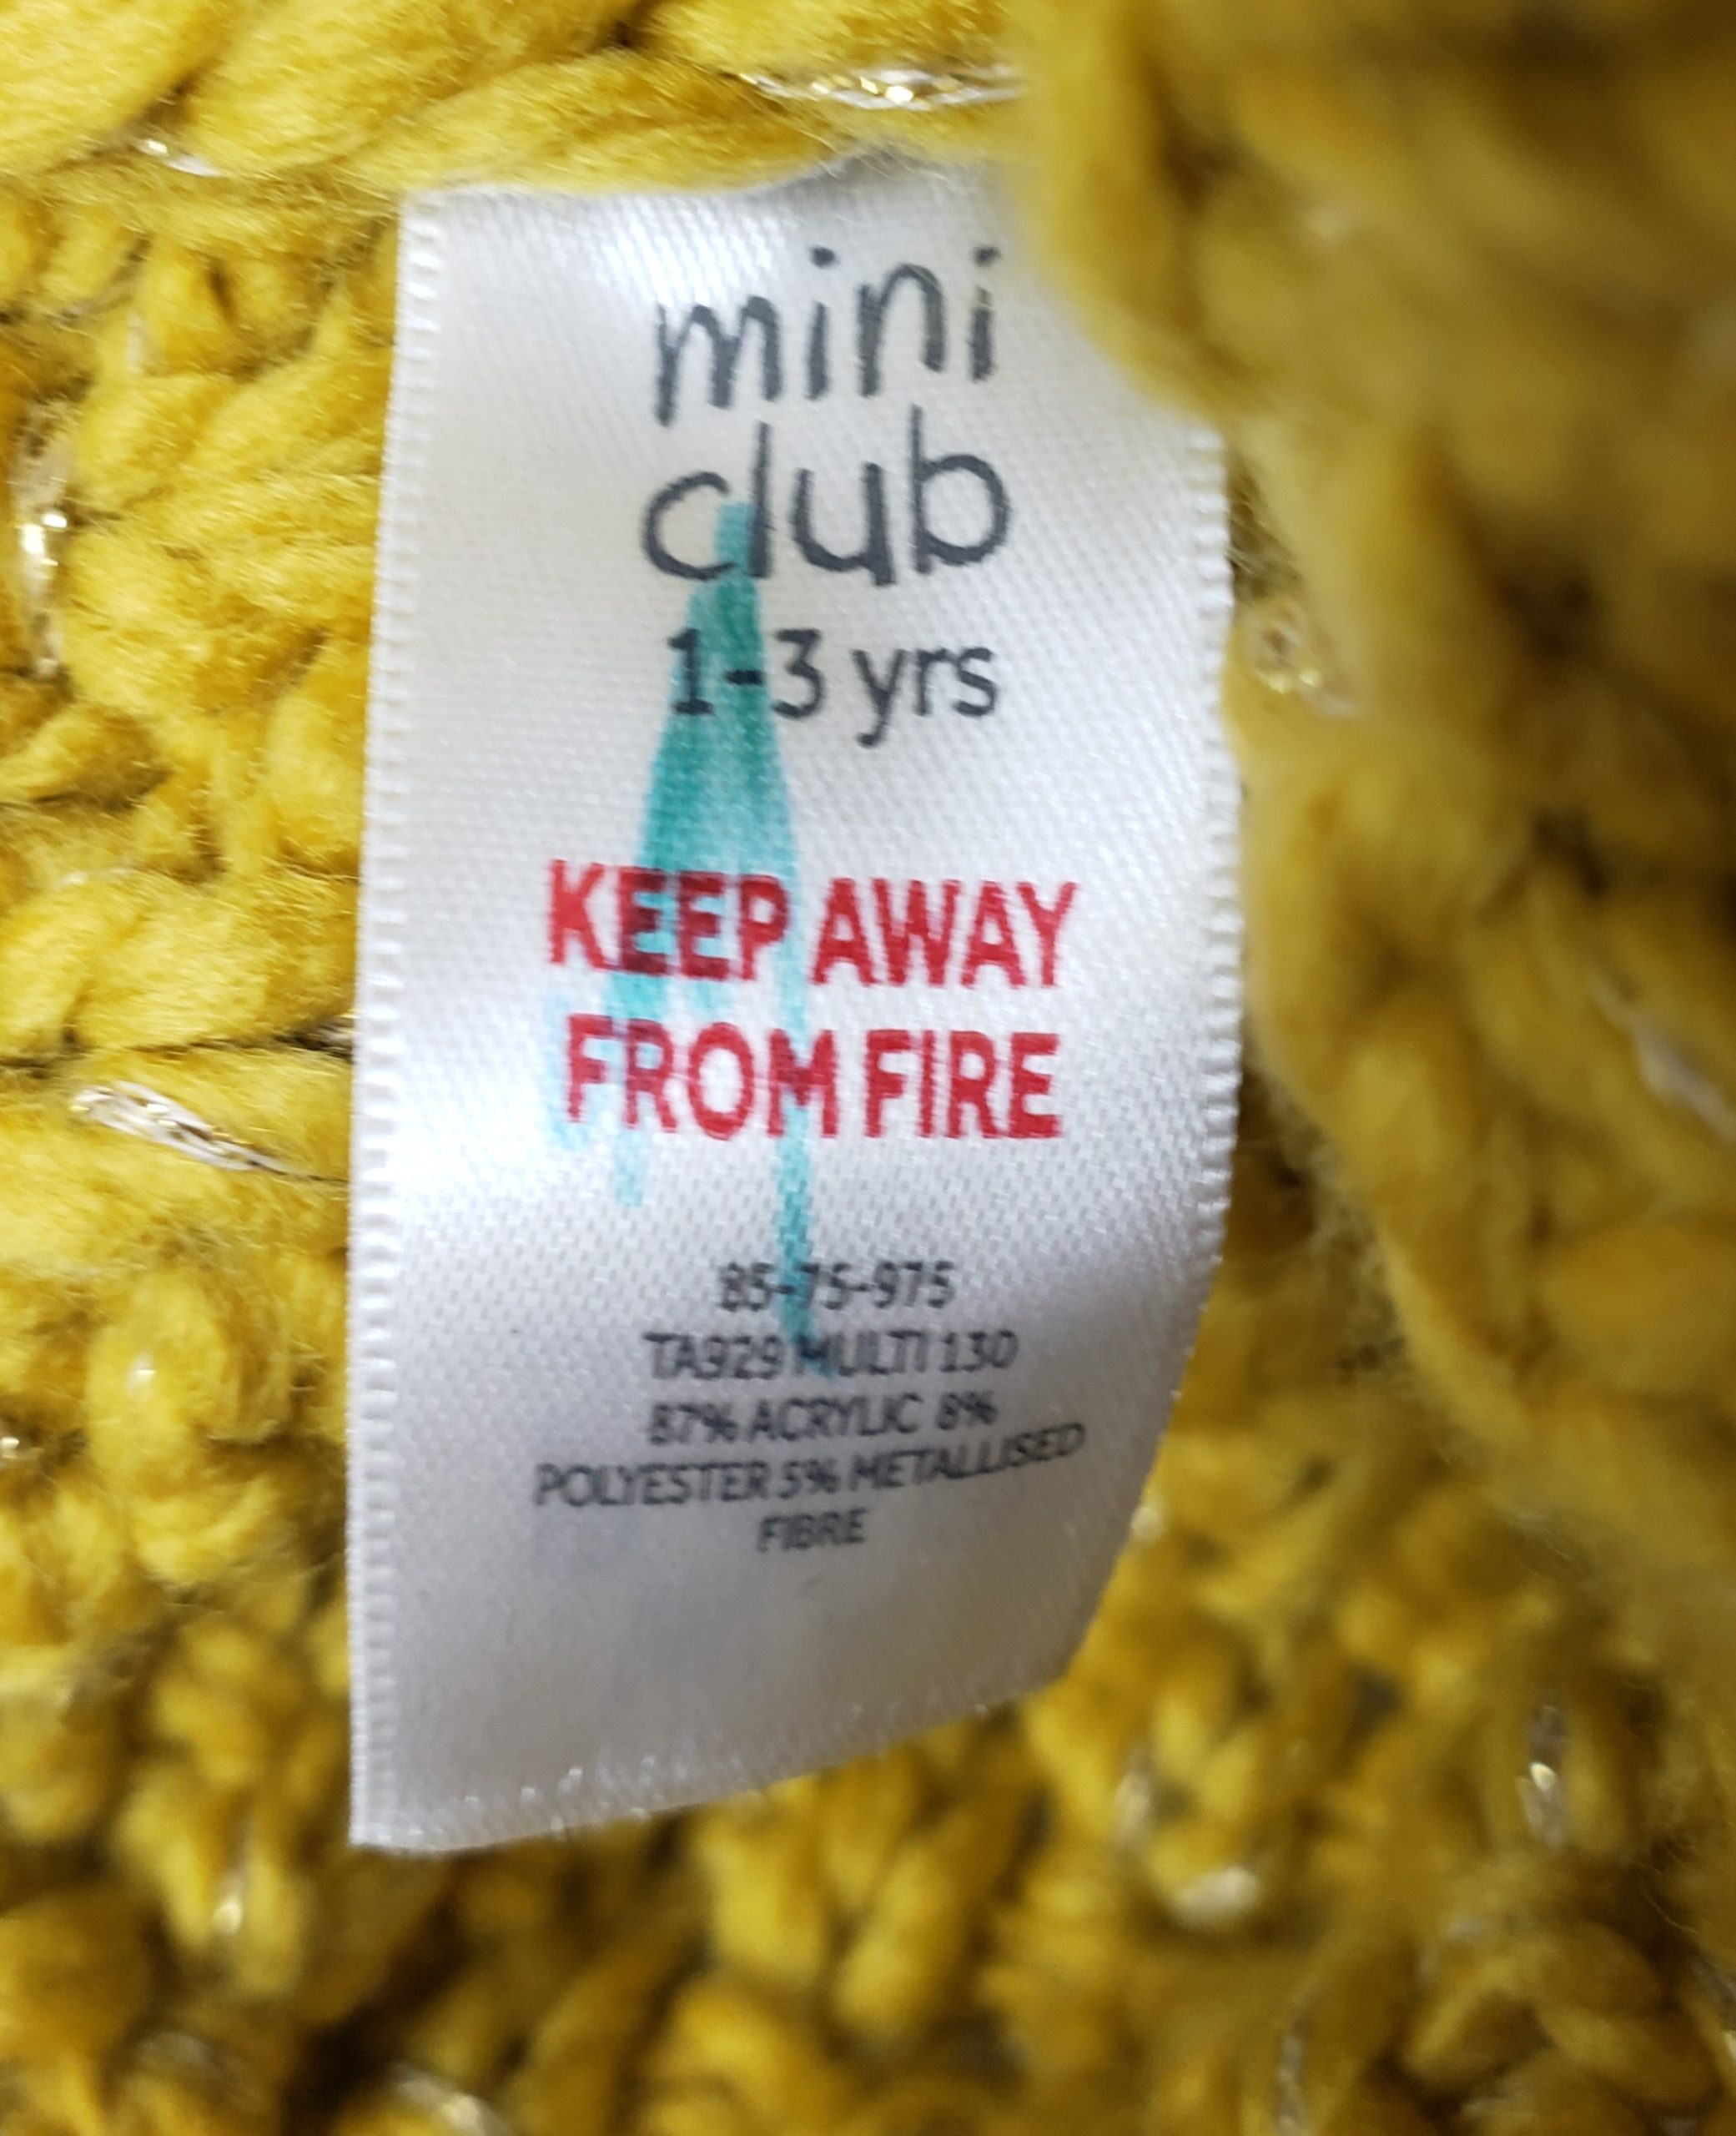 mini
club
1-3 yrs
KEEP AWAY
FROM FIRE
85-75-975
TA929 MULTI 130
87% ACRYLIC 8%
POLYESTER 5% METALLISED
FIBRE